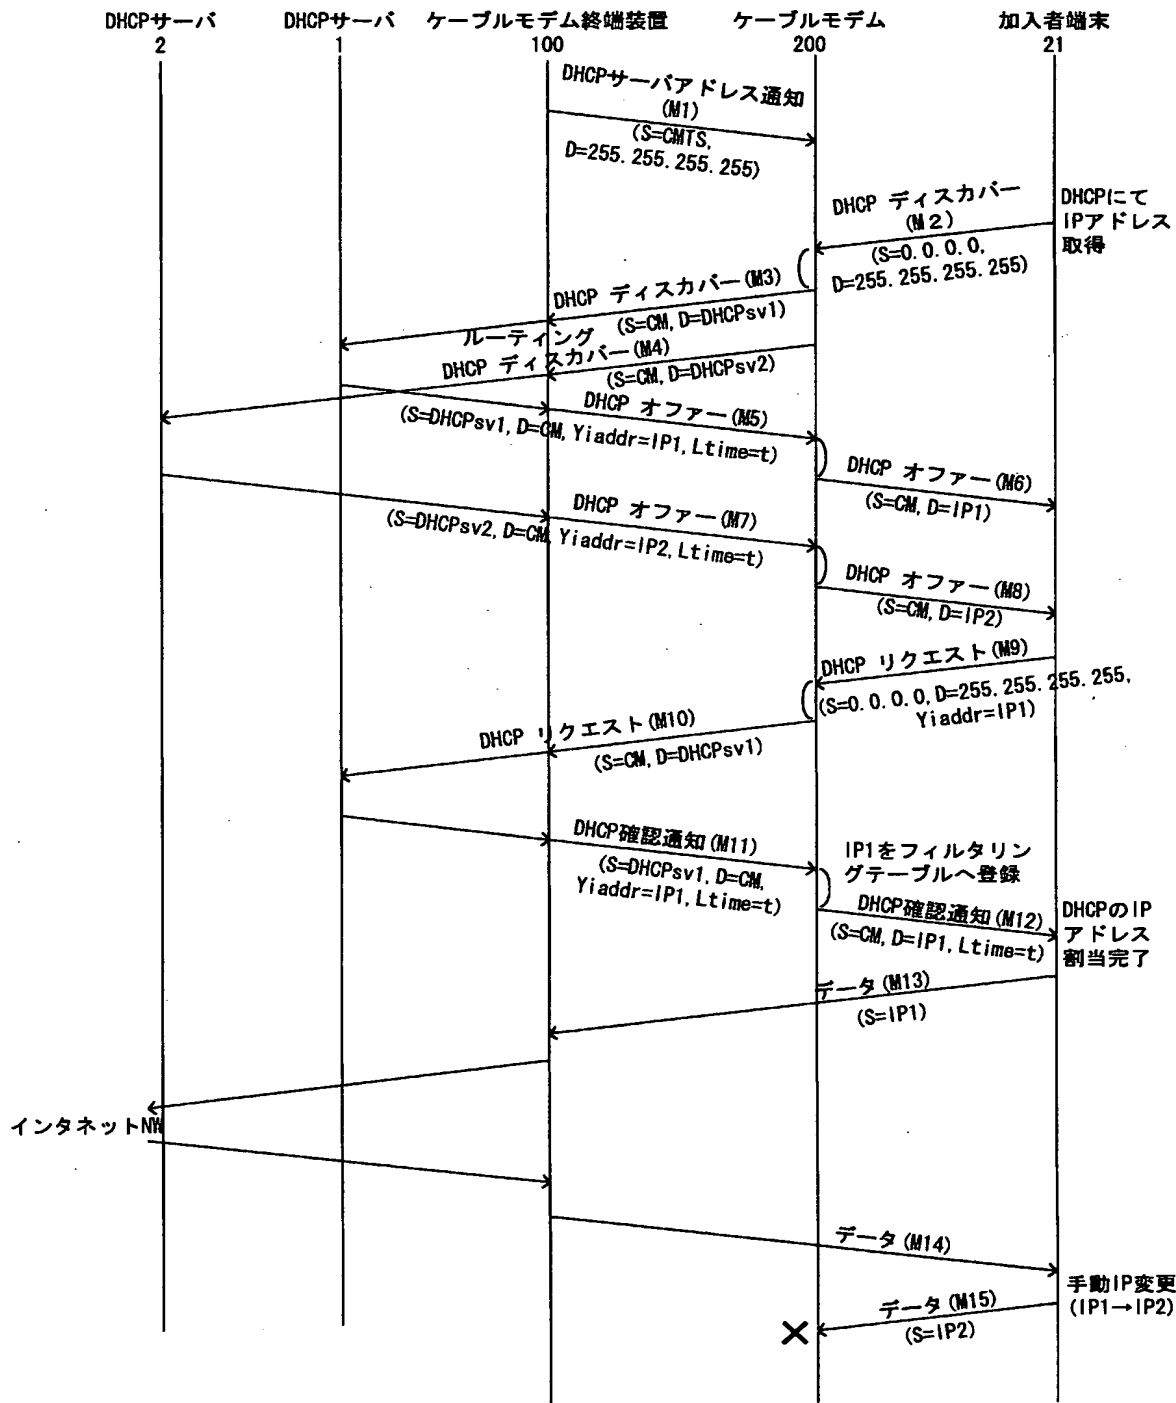 DHCPサーバ
2
DHCPサーバ
1
ケーブルモデム終端装置
100
ケーブルモデム
200
加入者端末
21
DHCPサーバアドレス通知
(M1)
(S=CMTS,
D=255.255.255.255)
DHCP ディスカバー
(M2)
(S=0.0.0.0,
D=255.255.255.255)
DHCPにて
IPアドレス
取得
DHCP ディスカバー(M3)
(S=CM, D=DHCPsv1)
ルーティング
DHCP ディスカバー(M4)
(S=CM, D=DHCPsv2)
DHCP オファー(M5)
(S=DHCPsv1, D=CM, Yiaddr=IP1, Ltime=t)
DHCP オファー(M6)
(S=CM, D=IP1)
DHCP オファー(M7)
(S=DHCPsv2, D=CM, Yiaddr=IP2, Ltime=t)
DHCP オファー(M8)
(S=CM, D=IP2)
DHCP リクエスト(M9)
(S=0.0.0.0, D=255.255.255.255,
Yiaddr=IP1)
DHCP リクエスト(M10)
(S=CM, D=DHCPsv1)
DHCP確認通知(M11)
(S=DHCPsv1, D=CM,
Yiaddr=IP1, Ltime=t)
IP1をフィルタリン
グテーブルへ登録
DHCP確認通知(M12)
(S=CM, D=IP1, Ltime=t)
DHCPのIP
アドレス
割当完了
データ(M13)
(S=IP1)
インタネットNW
データ(M14)
手動IP変更
(IP1→IP2)
データ(M15)
(S=IP2)